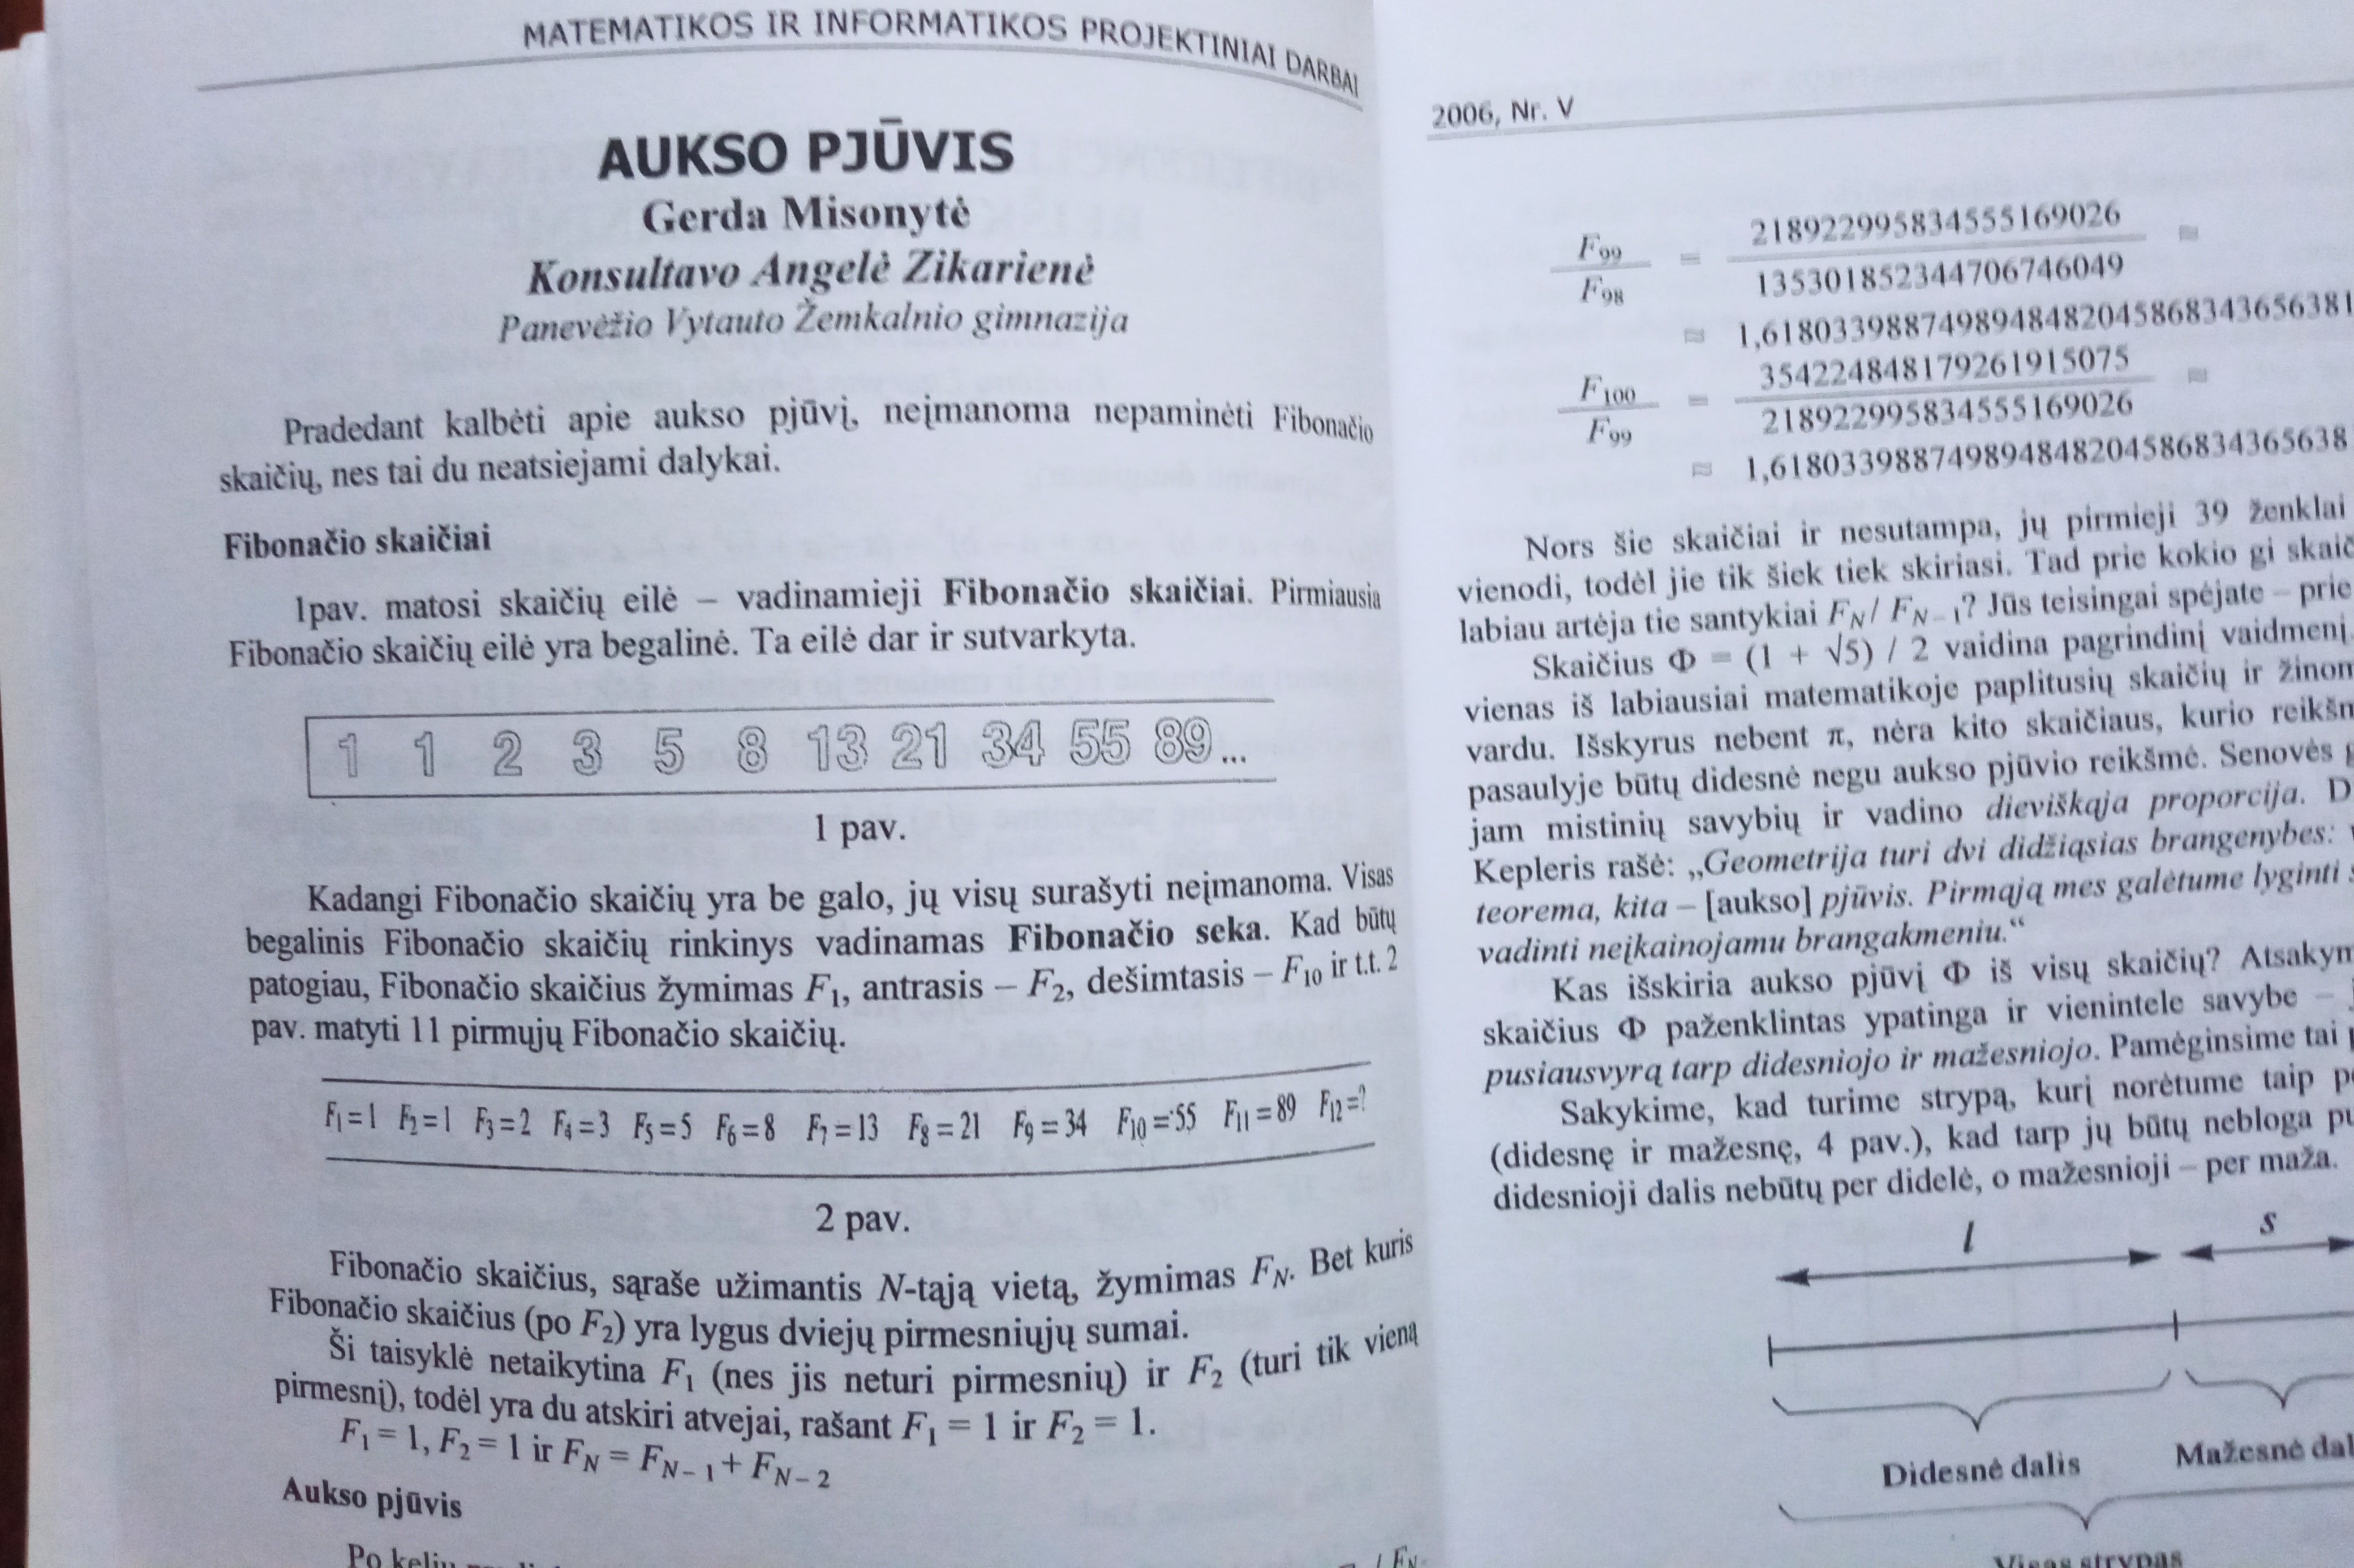 MATEMATIKOS IR INFORMATIKOS PROJEKTINIAI DARBAI
AUKSO PJŪVIS
Gerda Misonytė
Konsultavo Angelė Zikarienė
Panevėžio Vytauto Žemkalnio gimnazija
Pradedant kalbėti apie aukso pjūvį, neįmanoma nepaminėti Fibonačio
skaičių, nes tai du neatsiejami dalykai.
Fibonačio skaičiai
1pav. matosi skaičių eilė – vadinamieji Fibonačio skaičiai. Pirmiausia
Fibonačio skaičių eilė yra begalinė. Ta eilė dar ir sutvarkyta.
1 1 2 3 5 8 13 21 34 55 89...
1 pav.
Kadangi Fibonačio skaičių yra be galo, jų visų surašyti neįmanoma. Visas
begalinis Fibonačio skaičių rinkinys vadinamas Fibonačio seka. Kad būtų
patogiau, Fibonačio skaičius žymimas F₁, antrasis – F₂, dešimtasis – F₁₀ ir t.t. 2
pav. matyti 11 pirmųjų Fibonačio skaičių.
F₁ = 1 F₂ = 1 F₃ = 2 F₄ = 3 F₅ = 5 F₆ = 8 F₇ = 13 F₈ = 21 F₉ = 34 F₁₀ = 55 F₁₁ = 89 F₁₂ = ?
2 pav.
Fibonačio skaičius, sąraše užimantis N-tąją vietą, žymimas F_N. Bet kuris
Fibonačio skaičius (po F₂) yra lygus dviejų pirmesniųjų sumai.
Ši taisyklė netaikytina F₁ (nes jis neturi pirmesnių) ir F₂ (turi tik vieną
pirmesnį), todėl yra du atskiri atvejai, rašant F₁ = 1 ir F₂ = 1.
F₁ = 1, F₂ = 1 ir F_N = F_{N – 1} + F_{N – 2}
Aukso pjūvis
Po kelių
2006, Nr. V
F₉₉ / F₉₈ = 218922995834555169026 / 135301852344706746049 ≈
≈ 1,6180339887498948482045868343656381
F₁₀₀ / F₉₉ = 354224848179261915075 / 218922995834555169026 ≈
≈ 1,618033988749894848204586834365638
Nors šie skaičiai ir nesutampa, jų pirmieji 39 ženklai
vienodi, todėl jie tik šiek tiek skiriasi. Tad prie kokio gi
labiau artėja tie santykiai F_N / F_{N – 1}? Jūs teisingai spėjate – prie
Skaičius Φ = (1 + √5) / 2 vaidina pagrindinį vaidmenį.
vienas iš labiausiai matematikoje paplitusių skaičių ir
vardu. Išskyrus nebent π, nėra kito skaičiaus, kurio
pasaulyje būtų didesnė negu aukso pjūvio reikšmė. Senovės
jam mistinių savybių ir vadino dieviškąja proporcija.
Kepleris rašė: „Geometrija turi dvi didžiąsias brangenybes:
teorema, kita – [aukso] pjūvis. Pirmąją mes galėtume lyginti
vadinti neįkainojamu brangakmeniu.“
Kas išskiria aukso pjūvį Φ iš visų skaičių?
skaičius Φ paženklintas ypatinga ir vienintele savybe –
pusiausvyrą tarp didesniojo ir mažesniojo. Pamėginsime tai
Sakykime, kad turime strypą, kurį norėtume taip
(didesnę ir mažesnę, 4 pav.), kad tarp jų būtų nebloga
didesnioji dalis nebūtų per didelė, o mažesnioji – per maža.
l s
Didesnė dalis Mažesnė
Visas strypas